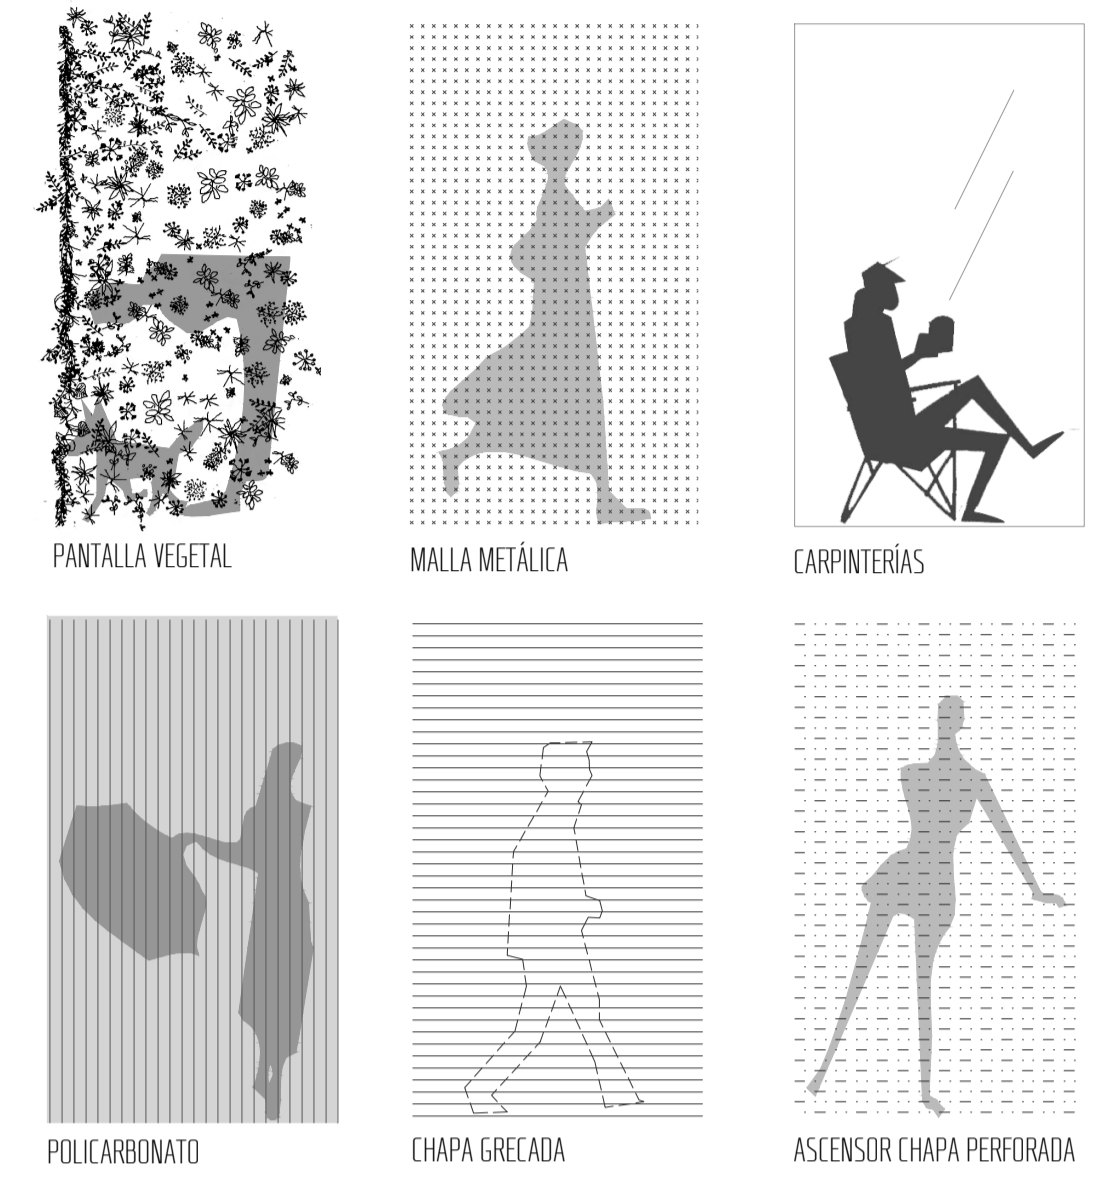 PANTALLA VEGETAL
MALLA METÁLICA
CARPINTERÍAS
POLICARBONATO
CHAPA GRECADA
ASCENSOR CHAPA PERFORADA